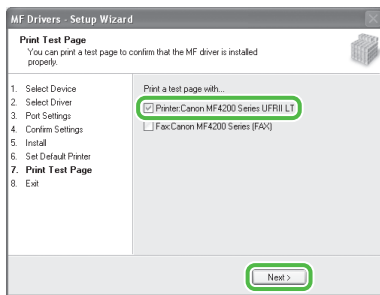 MF Drivers - Setup Wizard
Print Test Page
You can print a test page to confirm that the MF driver is installed
properly.
1. Select Device
2. Select Driver
3. Port Settings
4. Confirm Settings
5. Install
6. Set Default Printer
7. Print Test Page
8. Exit
Print a test page with...
Printer:Canon MF4200 Series UFRII LT
Fax:Canon MF4200 Series (FAX)
Next >